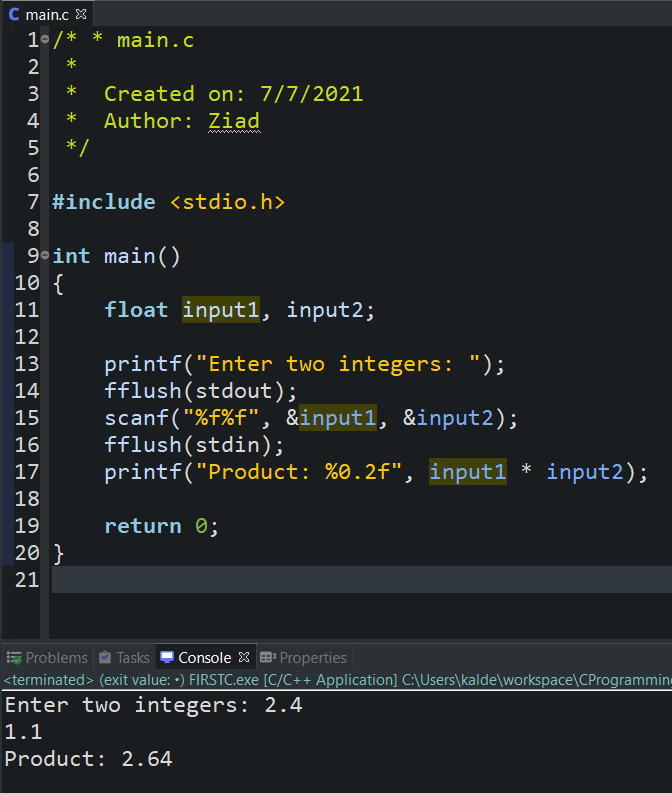 main.c
1 /* * main.c
2  *
3  *  Created on: 7/7/2021
4  *  Author: Ziad
5  */
6
7 #include <stdio.h>
8
9 int main()
10 {
11     float input1, input2;
12
13     printf("Enter two integers: ");
14     fflush(stdout);
15     scanf("%f%f", &input1, &input2);
16     fflush(stdin);
17     printf("Product: %0.2f", input1 * input2);
18
19     return 0;
20 }
21
Problems Tasks Console Properties
<terminated> (exit value: •) FIRSTC.exe [C/C++ Application] C:\Users\kalde\workspace\CProgramming
Enter two integers: 2.4
1.1
Product: 2.64